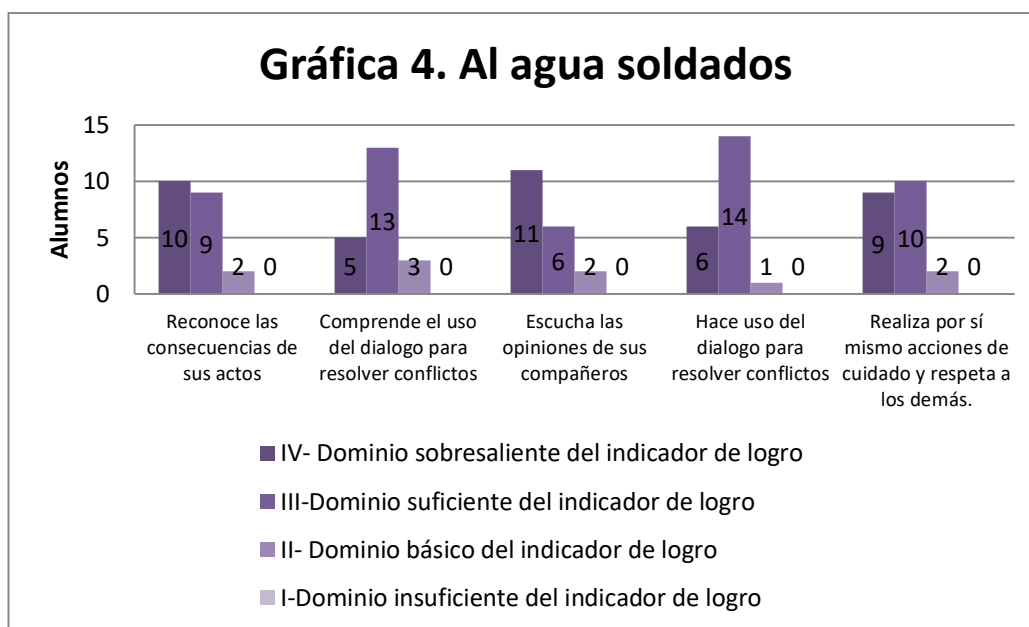 Gráfica 4. Al agua soldados
Alumnos
15
10
5
0
10 9 2 0
5 13 3 0
11 6 2 0
6 14 1 0
9 10 2 0
Reconoce las
consecuencias de
sus actos
Comprende el uso
del dialogo para
resolver conflictos
Escucha las
opiniones de sus
compañeros
Hace uso del
dialogo para
resolver conflictos
Realiza por sí
mismo acciones de
cuidado y respeta a
los demás.
IV- Dominio sobresaliente del indicador de logro
III-Dominio suficiente del indicador de logro
II- Dominio básico del indicador de logro
I-Dominio insuficiente del indicador de logro